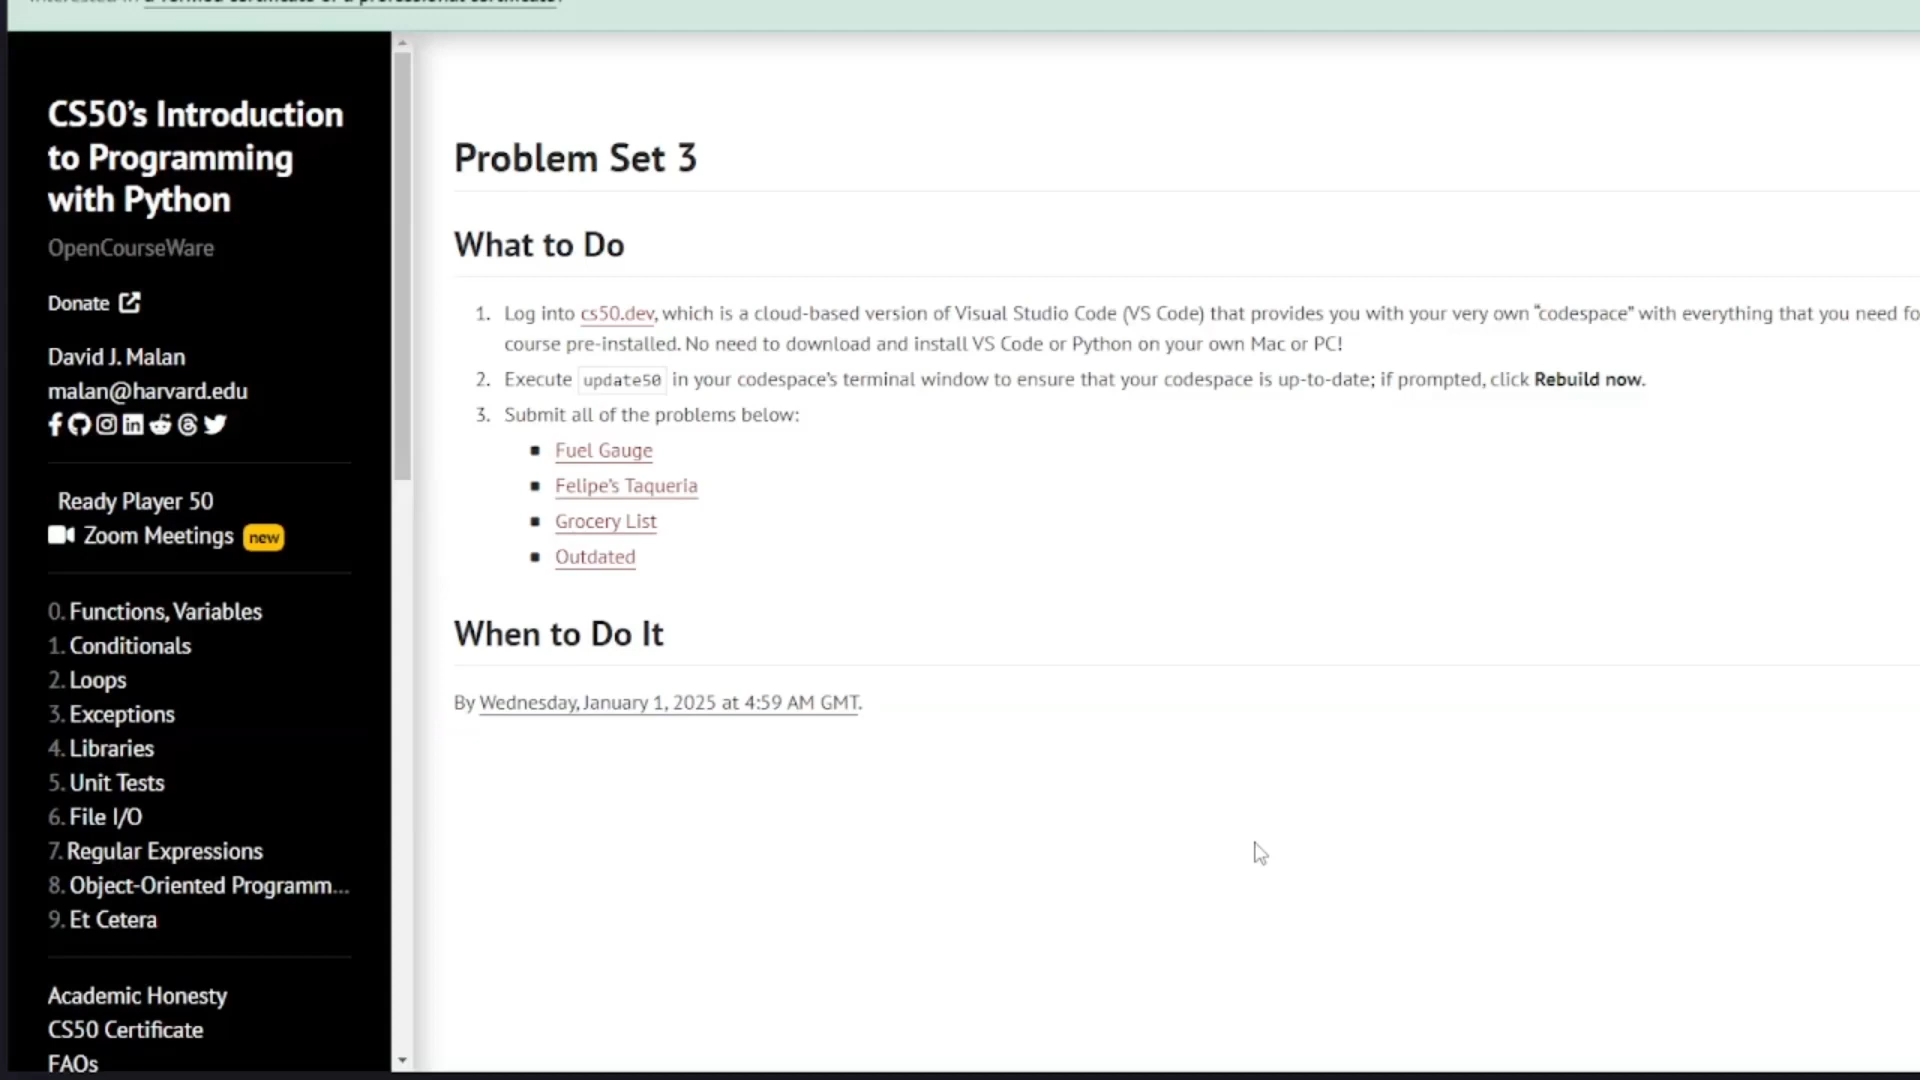 interested in a verified certificate or a professional certificate?
CS50's Introduction
to Programming
with Python
OpenCourseWare
Donate
David J. Malan
malan@harvard.edu
Ready Player 50
Zoom Meetings new
0. Functions, Variables
1. Conditionals
2. Loops
3. Exceptions
4. Libraries
5. Unit Tests
6. File I/O
7. Regular Expressions
8. Object-Oriented Programm...
9. Et Cetera
Academic Honesty
CS50 Certificate
FAQs
Problem Set 3
What to Do
1. Log into cs50.dev, which is a cloud-based version of Visual Studio Code (VS Code) that provides you with your very own “codespace” with everything that you need fo
course pre-installed. No need to download and install VS Code or Python on your own Mac or PC!
2. Execute update50 in your codespace's terminal window to ensure that your codespace is up-to-date; if prompted, click Rebuild now.
3. Submit all of the problems below:
Fuel Gauge
Felipe's Taqueria
Grocery List
Outdated
When to Do It
By Wednesday, January 1, 2025 at 4:59 AM GMT.